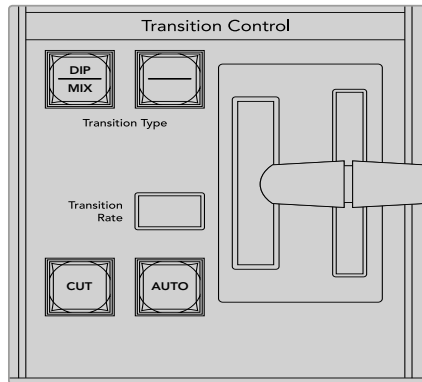 Transition Control
DIP
MIX
Transition Type
Transition
Rate
CUT
AUTO